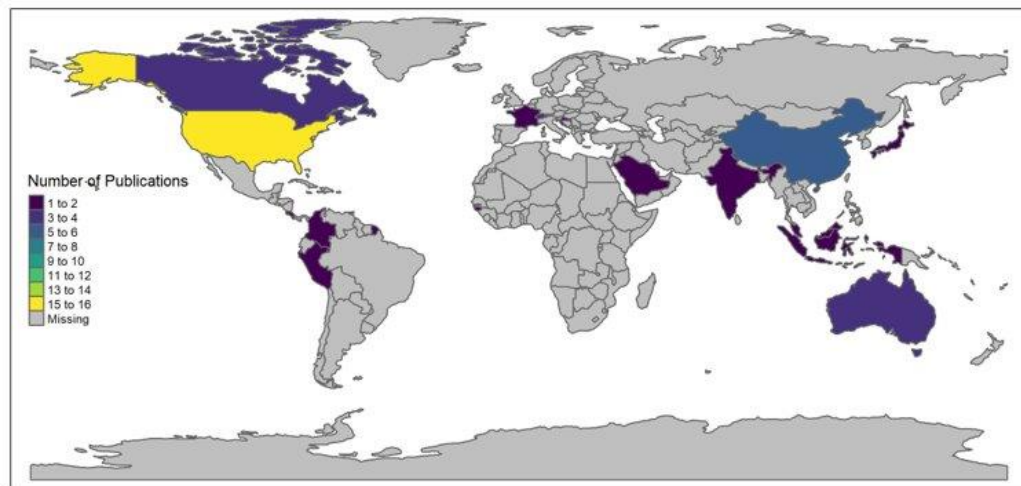 Number of Publications
1 to 2
3 to 4
5 to 6
7 to 8
9 to 10
11 to 12
13 to 14
15 to 16
Missing